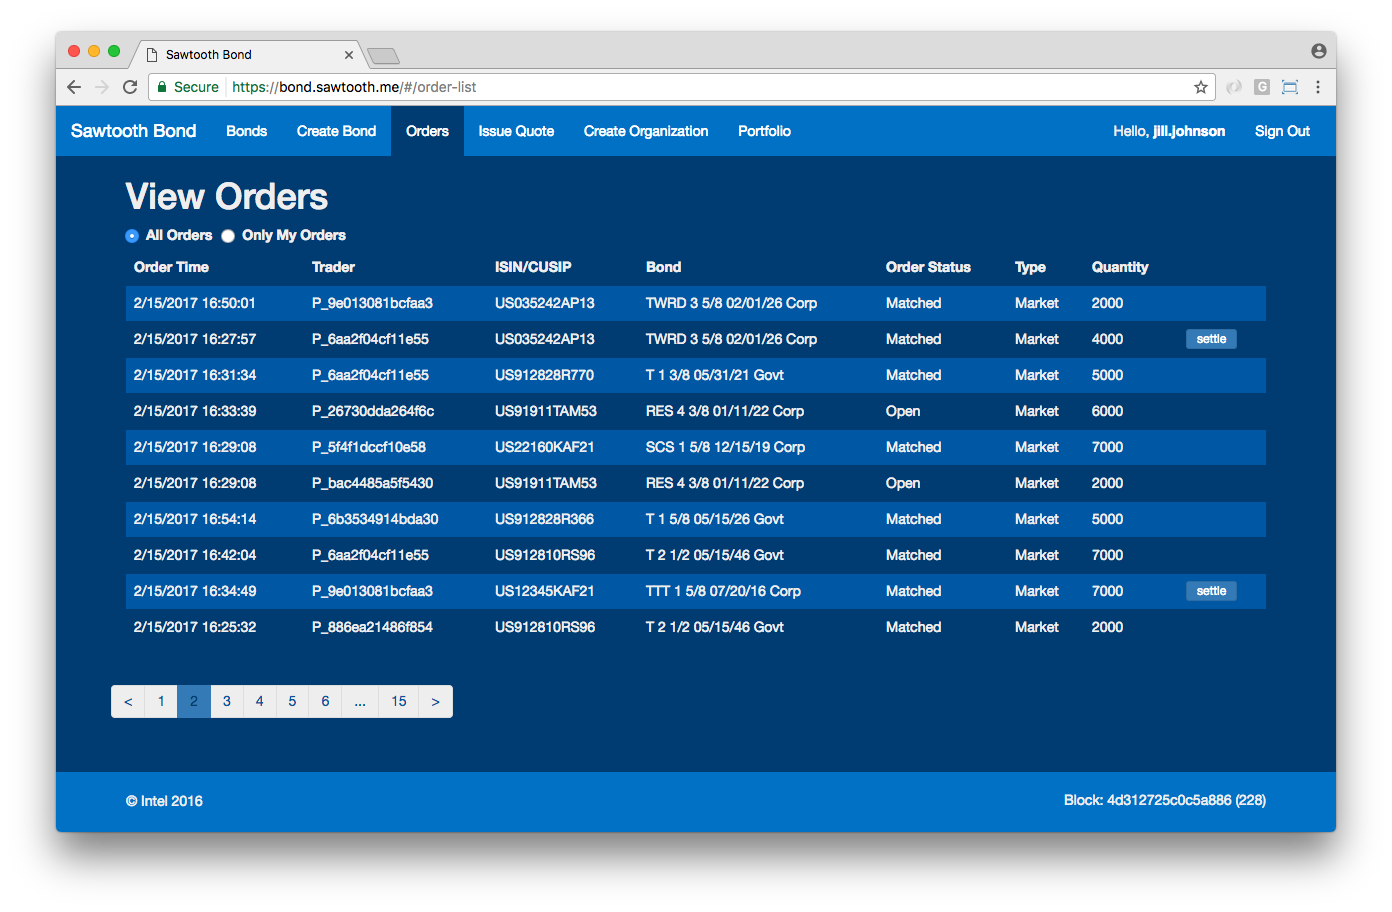 Sawtooth Bond
Secure https://bond.sawtooth.me/#/order-list G
Sawtooth Bond Bonds Create Bond Orders Issue Quote Create Organization Portfolio Hello, jill.johnson Sign Out
View Orders
All Orders Only My Orders
Order Time Trader ISIN/CUSIP Bond Order Status Type Quantity
2/15/2017 16:50:01 P_9e013081bcfaa3 US035242AP13 TWRD 3 5/8 02/01/26 Corp Matched Market 2000
2/15/2017 16:27:57 P_6aa2f04cf11e55 US035242AP13 TWRD 3 5/8 02/01/26 Corp Matched Market 4000 settle
2/15/2017 16:31:34 P_6aa2f04cf11e55 US912828R770 T 1 3/8 05/31/21 Govt Matched Market 5000
2/15/2017 16:33:39 P_26730dda264f6c US91911TAM53 RES 4 3/8 01/11/22 Corp Open Market 6000
2/15/2017 16:29:08 P_5f4f1dccf10e58 US22160KAF21 SCS 1 5/8 12/15/19 Corp Matched Market 7000
2/15/2017 16:29:08 P_bac4485a5f5430 US91911TAM53 RES 4 3/8 01/11/22 Corp Open Market 2000
2/15/2017 16:54:14 P_6b3534914bda30 US912828R366 T 1 5/8 05/15/26 Govt Matched Market 5000
2/15/2017 16:42:04 P_6aa2f04cf11e55 US912810RS96 T 2 1/2 05/15/46 Govt Matched Market 7000
2/15/2017 16:34:49 P_9e013081bcfaa3 US12345KAF21 TTT 1 5/8 07/20/16 Corp Matched Market 7000 settle
2/15/2017 16:25:32 P_886ea21486f854 US912810RS96 T 2 1/2 05/15/46 Govt Matched Market 2000
< 1 2 3 4 5 6 ... 15 >
© Intel 2016 Block: 4d312725c0c5a886 (228)